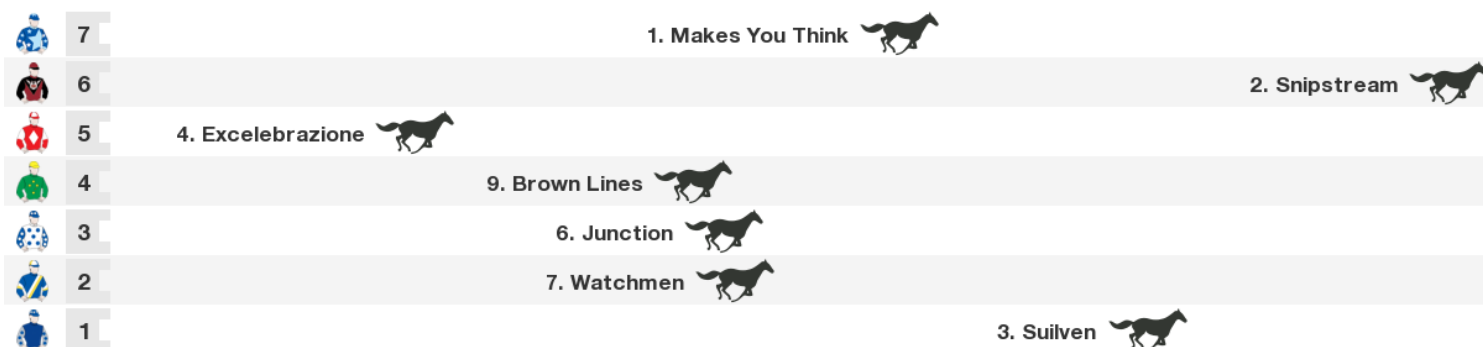 7 1. Makes You Think
6 2. Snipstream
5 4. Excelebrazione
4 9. Brown Lines
3 6. Junction
2 7. Watchmen
1 3. Suilven